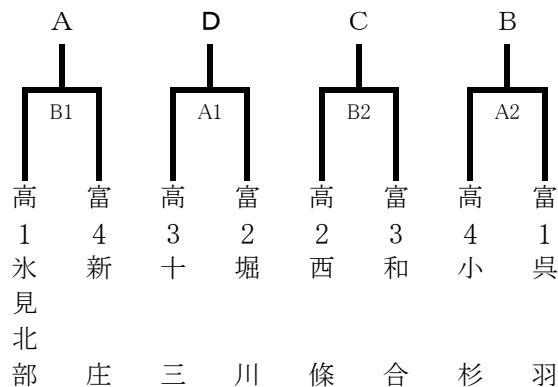 A D C B
B1 A1 B2 A2
高1氷見北部
富4新庄
高3十三
富2堀川
高2西條
富3和合
高4小杉
富1呉羽